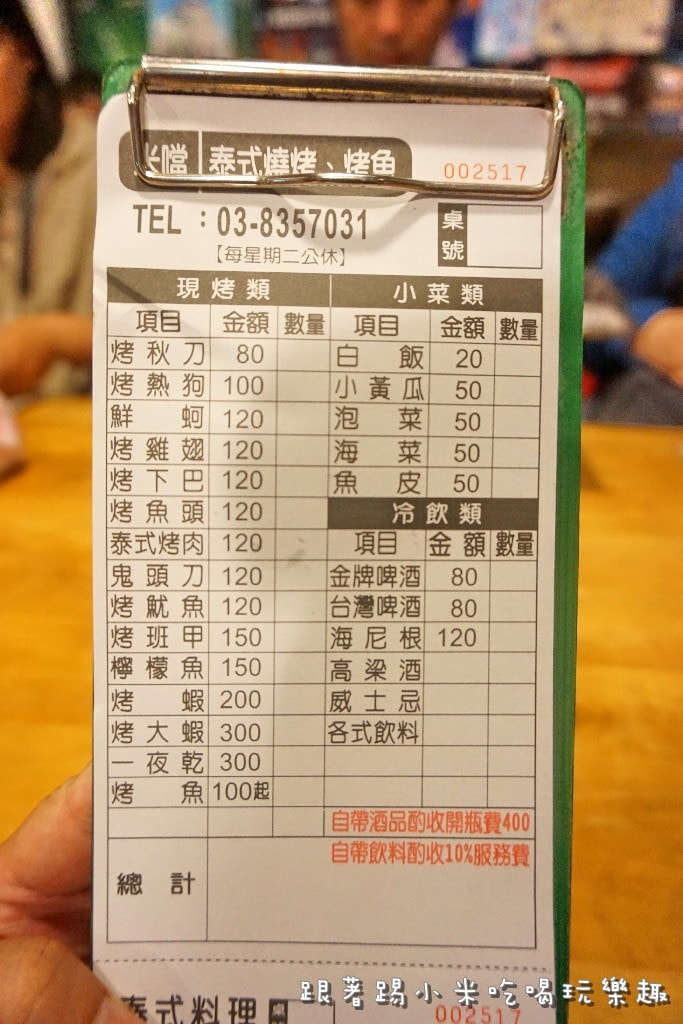 米噹 泰式燒烤、烤魚 002517
TEL：03-8357031 桌號
【每星期二公休】
現烤類
項目 金額 數量
烤秋刀 80
烤熱狗 100
鮮蚵 120
烤雞翅 120
烤下巴 120
烤魚頭 120
泰式烤肉 120
鬼頭刀 120
烤魷魚 120
烤班甲 150
檸檬魚 150
烤蝦 200
烤大蝦 300
一夜乾 300
烤魚 100起
總計
小菜類
項目 金額 數量
白飯 20
小黃瓜 50
泡菜 50
海菜 50
魚皮 50
冷飲類
項目 金額 數量
金牌啤酒 80
台灣啤酒 80
海尼根 120
高梁酒
威士忌
各式飲料
自帶酒品酌收開瓶費400
自帶飲料酌收10%服務費
泰式料理 桌 002517
跟著踢小米吃喝玩樂趣